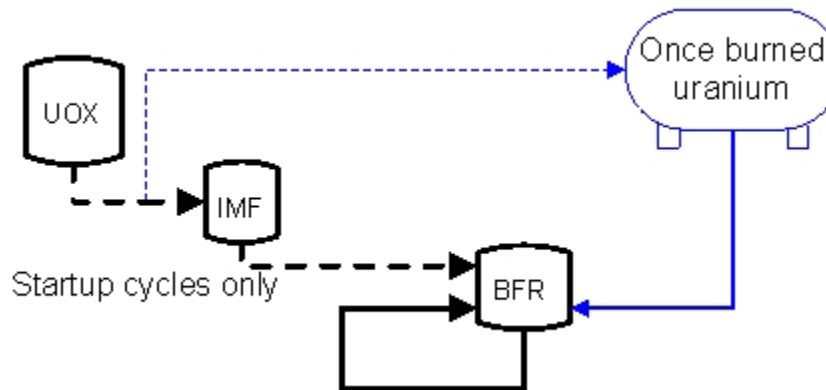 Once burned
uranium
UOX
IMF
Startup cycles only
BFR